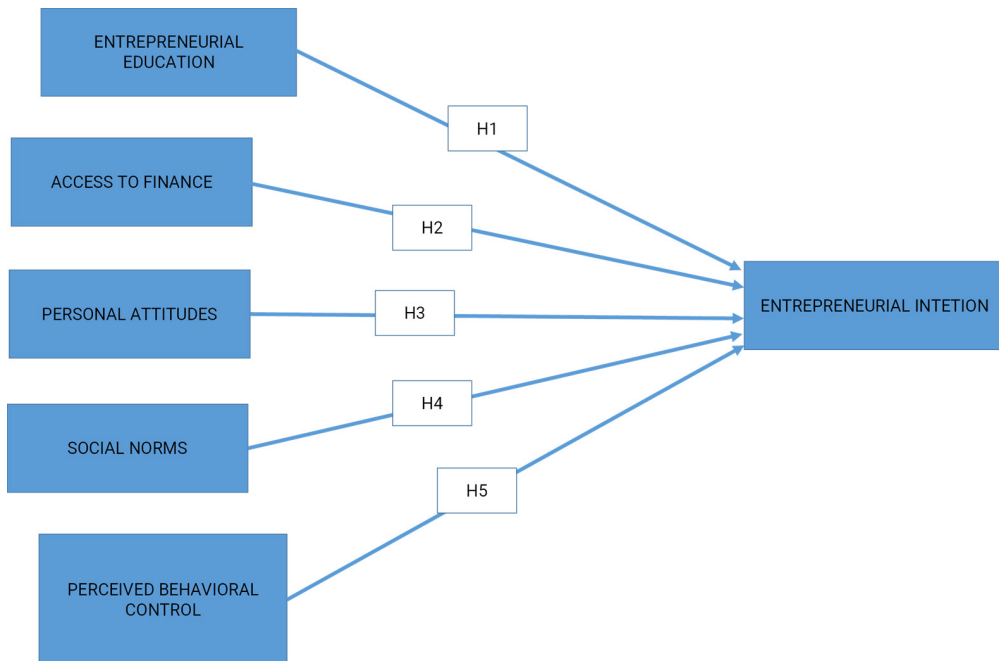 ENTREPRENEURIAL
EDUCATION
H1
ACCESS TO FINANCE
H2
PERSONAL ATTITUDES
H3
ENTREPRENEURIAL INTETION
SOCIAL NORMS
H4
H5
PERCEIVED BEHAVIORAL
CONTROL